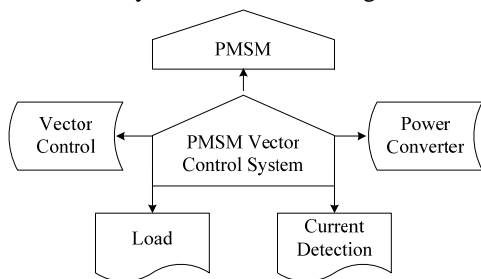 PMSM
Vector
Control
PMSM Vector
Control System
Power
Converter
Load
Current
Detection